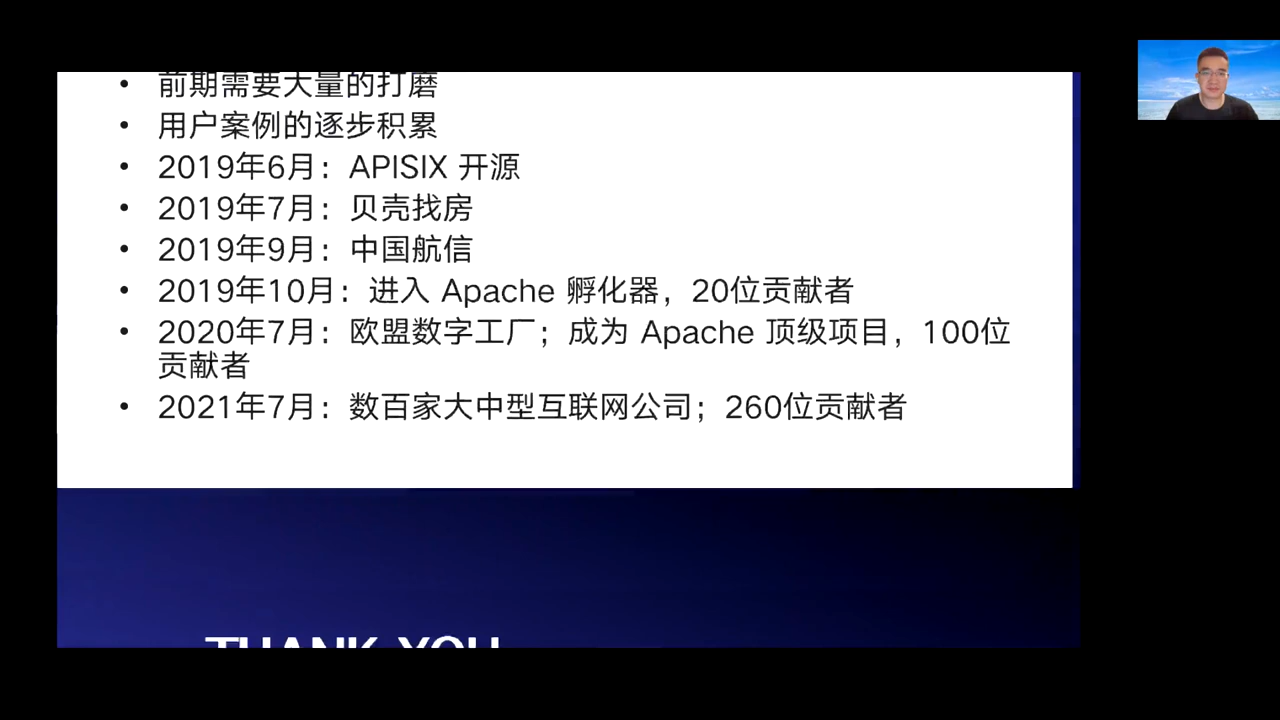 • 前期需要大量的打磨
• 用户案例的逐步积累
• 2019年6月：APISIX 开源
• 2019年7月：贝壳找房
• 2019年9月：中国航信
• 2019年10月：进入 Apache 孵化器，20位贡献者
• 2020年7月：欧盟数字工厂；成为 Apache 顶级项目，100位
贡献者
• 2021年7月：数百家大中型互联网公司；260位贡献者
THANK YOU